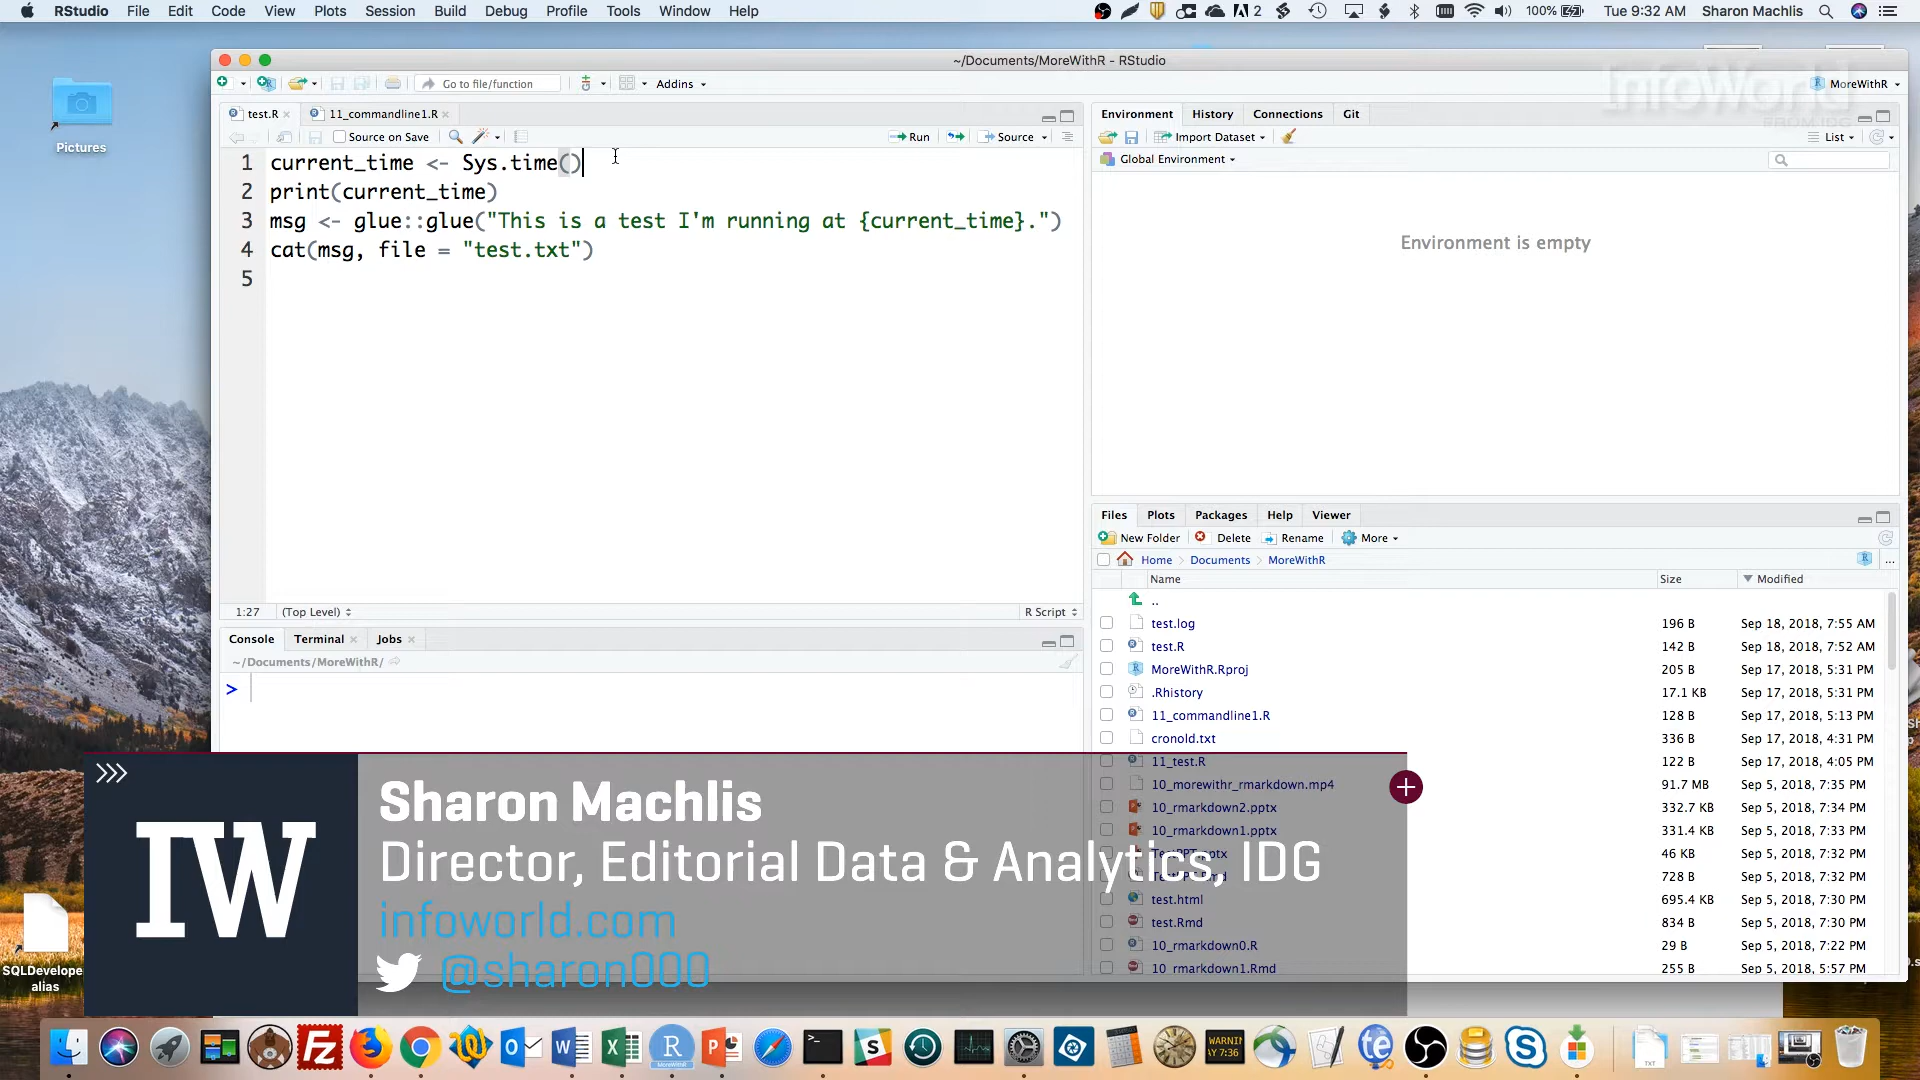 RStudio File Edit Code View Plots Session Build Debug Profile Tools Window Help
2 100% Tue 9:32 AM Sharon Machlis
~/Documents/MoreWithR - RStudio
Go to file/function Addins MoreWithR
InfoWorld
FROM IDG
Pictures
test.R 11_commandline1.R
Source on Save Run Source
1 current_time <- Sys.time()
2 print(current_time)
3 msg <- glue::glue("This is a test I'm running at {current_time}.")
4 cat(msg, file = "test.txt")
5
1:27 (Top Level) R Script
Console Terminal Jobs
~/Documents/MoreWithR/
>
Environment History Connections Git
Import Dataset List
Global Environment
Environment is empty
Files Plots Packages Help Viewer
New Folder Delete Rename More
Home Documents MoreWithR ...
Name Size Modified
..
test.log 196 B Sep 18, 2018, 7:55 AM
test.R 142 B Sep 18, 2018, 7:52 AM
MoreWithR.Rproj 205 B Sep 17, 2018, 5:31 PM
.Rhistory 17.1 KB Sep 17, 2018, 5:31 PM
11_commandline1.R 128 B Sep 17, 2018, 5:13 PM
cronold.txt 336 B Sep 17, 2018, 4:31 PM
11_test.R 122 B Sep 17, 2018, 4:05 PM
10_morewithr_rmarkdown.mp4 91.7 MB Sep 5, 2018, 7:35 PM
10_rmarkdown2.pptx 332.7 KB Sep 5, 2018, 7:34 PM
10_rmarkdown1.pptx 331.4 KB Sep 5, 2018, 7:33 PM
TestPPT.pptx 46 KB Sep 5, 2018, 7:32 PM
TestPPT.Rmd 728 B Sep 5, 2018, 7:32 PM
test.html 695.4 KB Sep 5, 2018, 7:30 PM
test.Rmd 834 B Sep 5, 2018, 7:30 PM
10_rmarkdown0.R 29 B Sep 5, 2018, 7:22 PM
10_rmarkdown1.Rmd 255 B Sep 5, 2018, 5:57 PM
IW
Sharon Machlis
Director, Editorial Data & Analytics, IDG
infoworld.com
@sharon000
SQLDevelope
alias